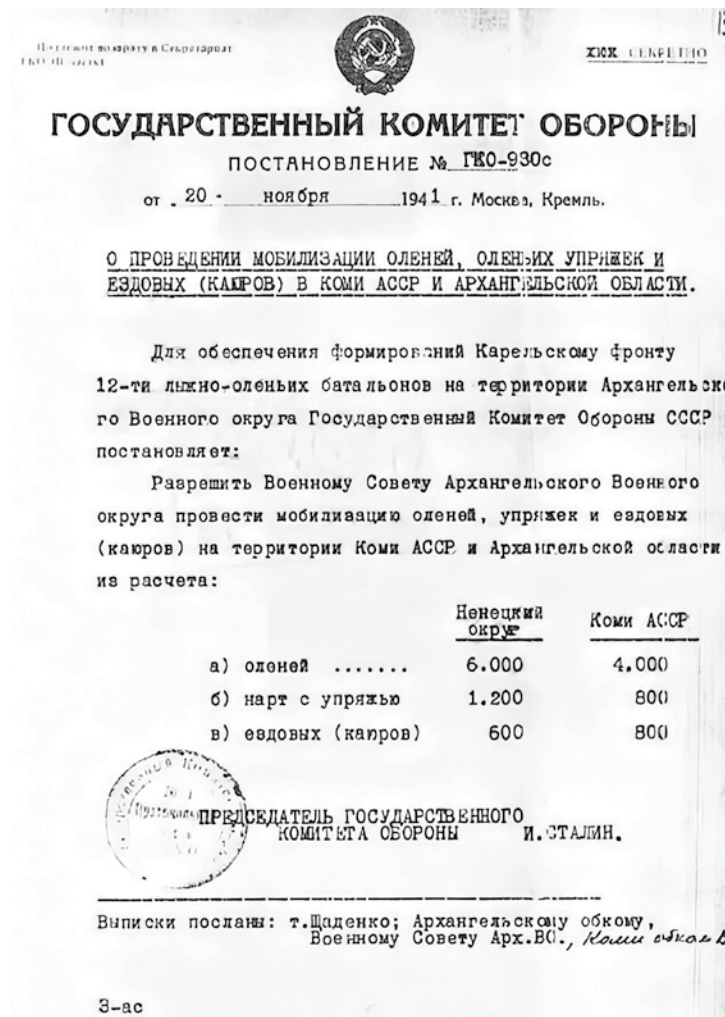 Подлежит возврату в Секретариат
СЕКРЕТНО
ГОСУДАРСТВЕННЫЙ КОМИТЕТ ОБОРОНЫ
ПОСТАНОВЛЕНИЕ № ГКО-930с
от 20 - ноября 1941 г. Москва, Кремль.
О ПРОВЕДЕНИИ МОБИЛИЗАЦИИ ОЛЕНЕЙ, ОЛЕНЬИХ УПРЯЖЕК И
ЕЗДОВЫХ (КАЮРОВ) В КОМИ АССР И АРХАНГЕЛЬСКОЙ ОБЛАСТИ.
Для обеспечения формирований Карельскому фронту
12-ти лыжно-оленьих батальонов на территории Архангельско
го Военного округа Государственный Комитет Обороны СССР
постановляет:
Разрешить Военному Совету Архангельского Военного
округа провести мобилизацию оленей, упряжек и ездовых
(каюров) на территории Коми АССР и Архангельской области
из расчета:
Ненецкий округ Коми АССР
а) оленей ....... 6.000 4.000
б) нарт с упряжью 1.200 800
в) ездовых (каюров) 600 800
ПРЕДСЕДАТЕЛЬ ГОСУДАРСТВЕННОГО
КОМИТЕТА ОБОРОНЫ И.СТАЛИН.
Выписки посланы: т.Щаденко; Архангельскому обкому,
Военному Совету Арх.ВО., Коми обком
3-ас